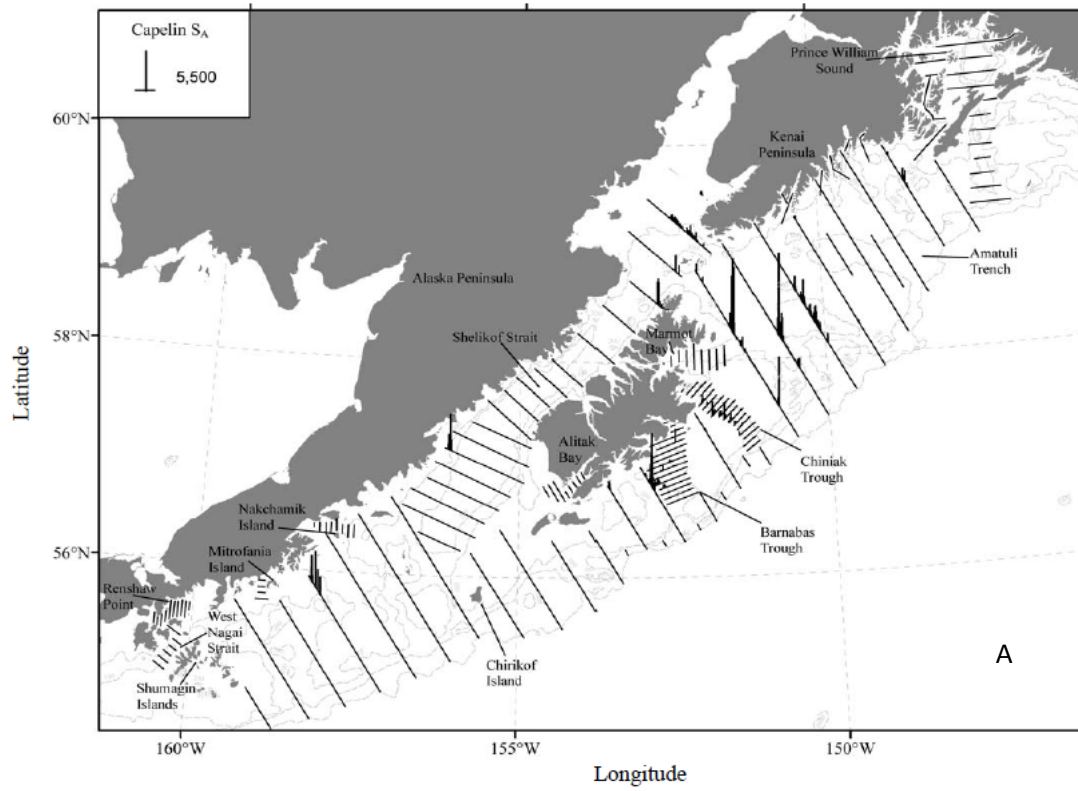 Capelin S_A
5,500
Prince William
Sound
60°N
Kenai
Peninsula
Amatuli
Trench
Alaska Peninsula
58°N
Shelikof Strait
Marmot
Bay
Latitude
Alitak
Bay
Chiniak
Trough
Nakchamik
Island
Barnabas
Trough
56°N
Mitrofania
Island
Renshaw
Point
West
Nagai
Strait
Shumagin
Islands
Chirikof
Island
A
160°W
155°W
150°W
Longitude